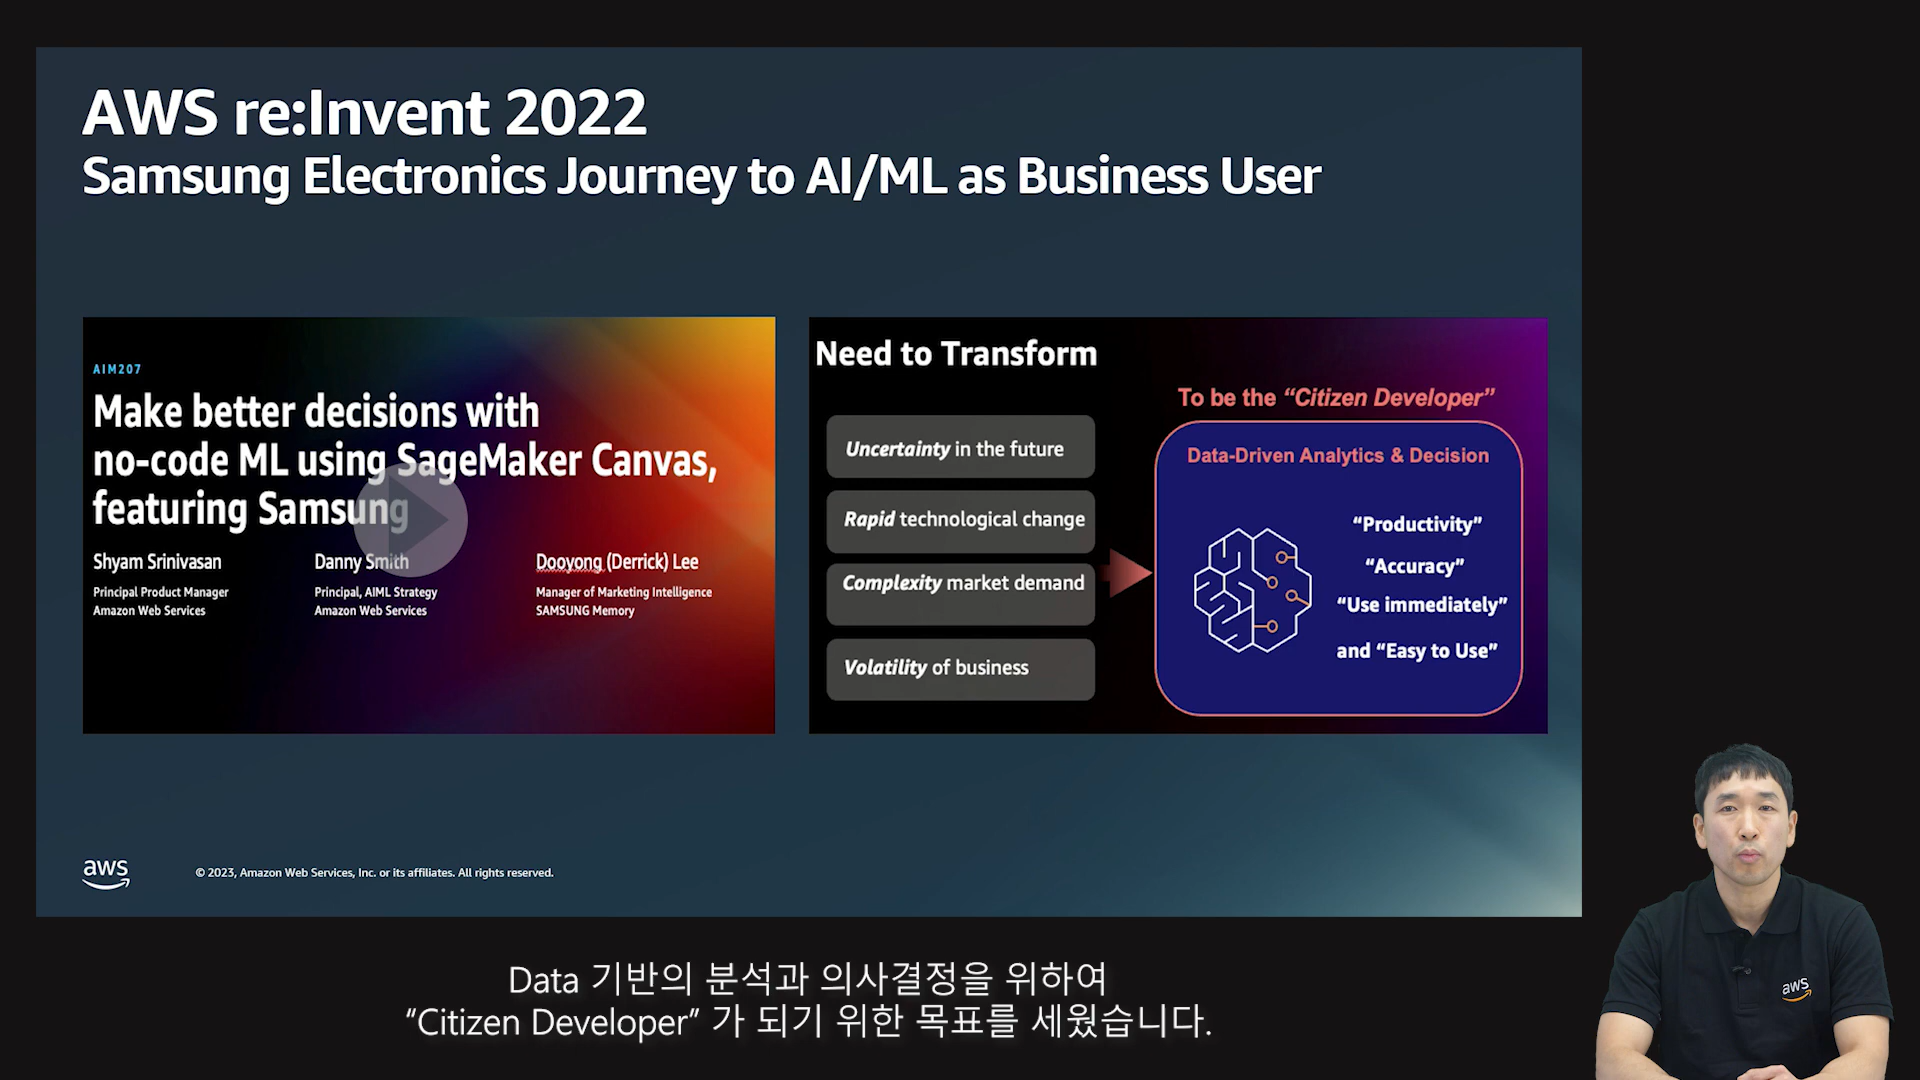 AWS re:Invent 2022
Samsung Electronics Journey to AI/ML as Business User
AIM207
Make better decisions with
no-code ML using SageMaker Canvas,
featuring Samsung
Shyam Srinivasan
Principal Product Manager
Amazon Web Services
Danny Smith
Principal, AIML Strategy
Amazon Web Services
Dooyong (Derrick) Lee
Manager of Marketing Intelligence
SAMSUNG Memory
Need to Transform
Uncertainty in the future
Rapid technological change
Complexity market demand
Volatility of business
To be the “Citizen Developer”
Data-Driven Analytics & Decision
“Productivity”
“Accuracy”
“Use immediately”
and “Easy to Use”
aws
© 2023, Amazon Web Services, Inc. or its affiliates. All rights reserved.
aws
Data 기반의 분석과 의사결정을 위하여
“Citizen Developer” 가 되기 위한 목표를 세웠습니다.